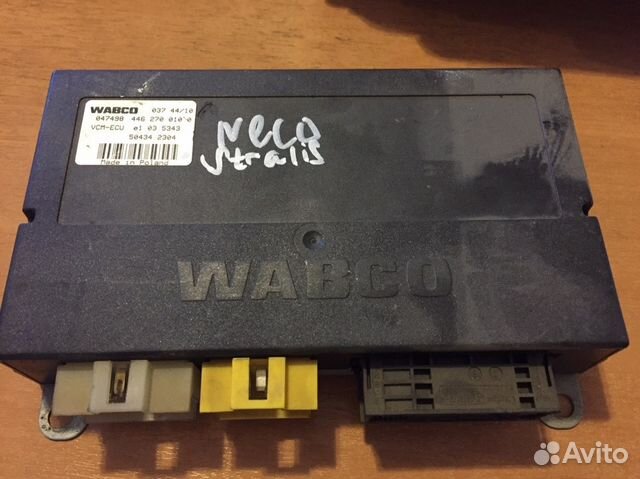 WABCO 037 44/10
047498 446 270 010 0
VCM-ECU e1 03 5343
50434 2304
Made in Poland
Neco
Stralis
WABCO
Avito